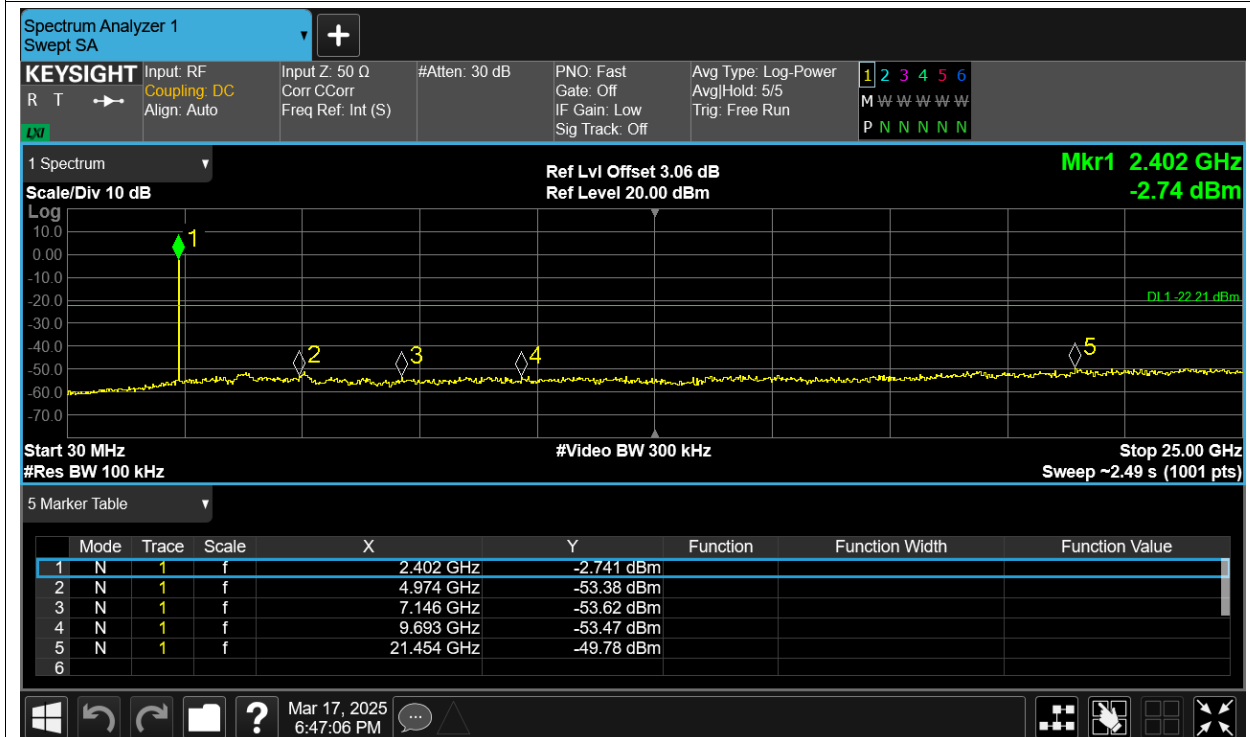 Spectrum Analyzer 1
Swept SA
KEYSIGHT Input: RF Input Z: 50 Ω #Atten: 30 dB PNO: Fast Avg Type: Log-Power 1 2 3 4 5 6
R T Coupling: DC Corr CCorr Gate: Off Avg|Hold: 5/5 M W W W W W
Align: Auto Freq Ref: Int (S) IF Gain: Low Trig: Free Run P N N N N N
LXI Sig Track: Off
1 Spectrum Ref Lvl Offset 3.06 dB Mkr1 2.402 GHz
Scale/Div 10 dB Ref Level 20.00 dBm -2.74 dBm
Log
10.0
1
0.00
-10.0
-20.0 DL1 -22.21 dBm
-30.0
-40.0 2 3 4 5
-50.0
-60.0
-70.0
Start 30 MHz #Video BW 300 kHz Stop 25.00 GHz
#Res BW 100 kHz Sweep ~2.49 s (1001 pts)
5 Marker Table
Mode Trace Scale X Y Function Function Width Function Value
1 N 1 f 2.402 GHz -2.741 dBm
2 N 1 f 4.974 GHz -53.38 dBm
3 N 1 f 7.146 GHz -53.62 dBm
4 N 1 f 9.693 GHz -53.47 dBm
5 N 1 f 21.454 GHz -49.78 dBm
6
? Mar 17, 2025
6:47:06 PM